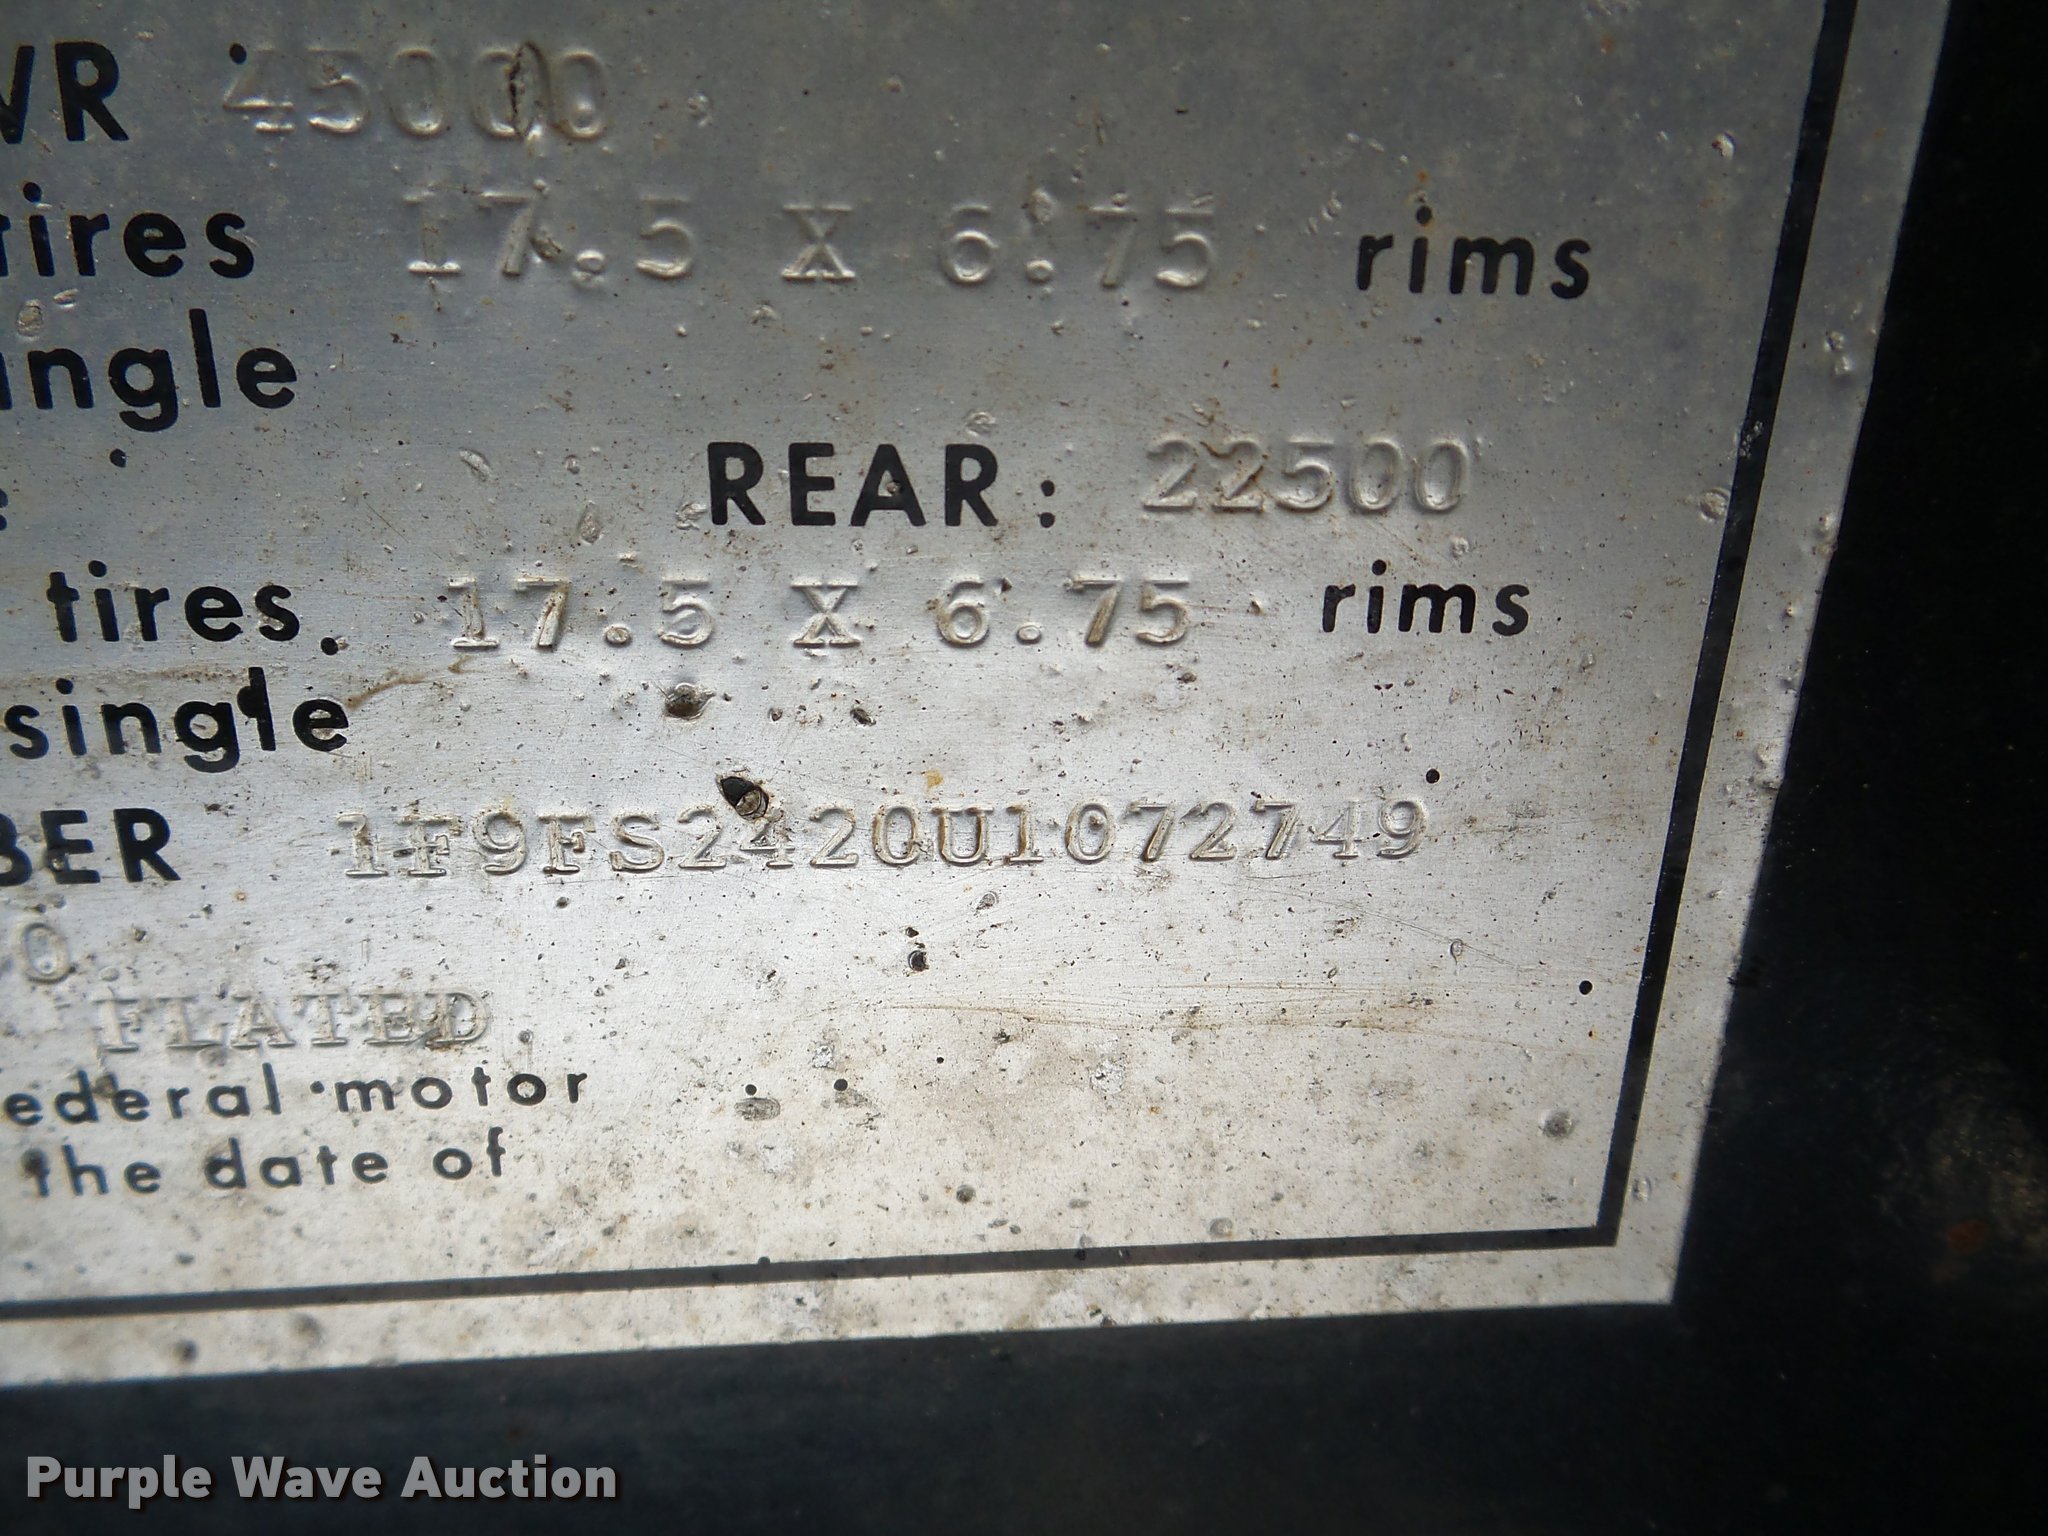 VR 45000
tires 17.5 X 6.75 rims
ingle
: REAR: 22500
tires 17.5 X 6.75 rims
single
BER 1F9FS2420U1072749
0
FLATED
ederal motor
the date of
Purple Wave Auction